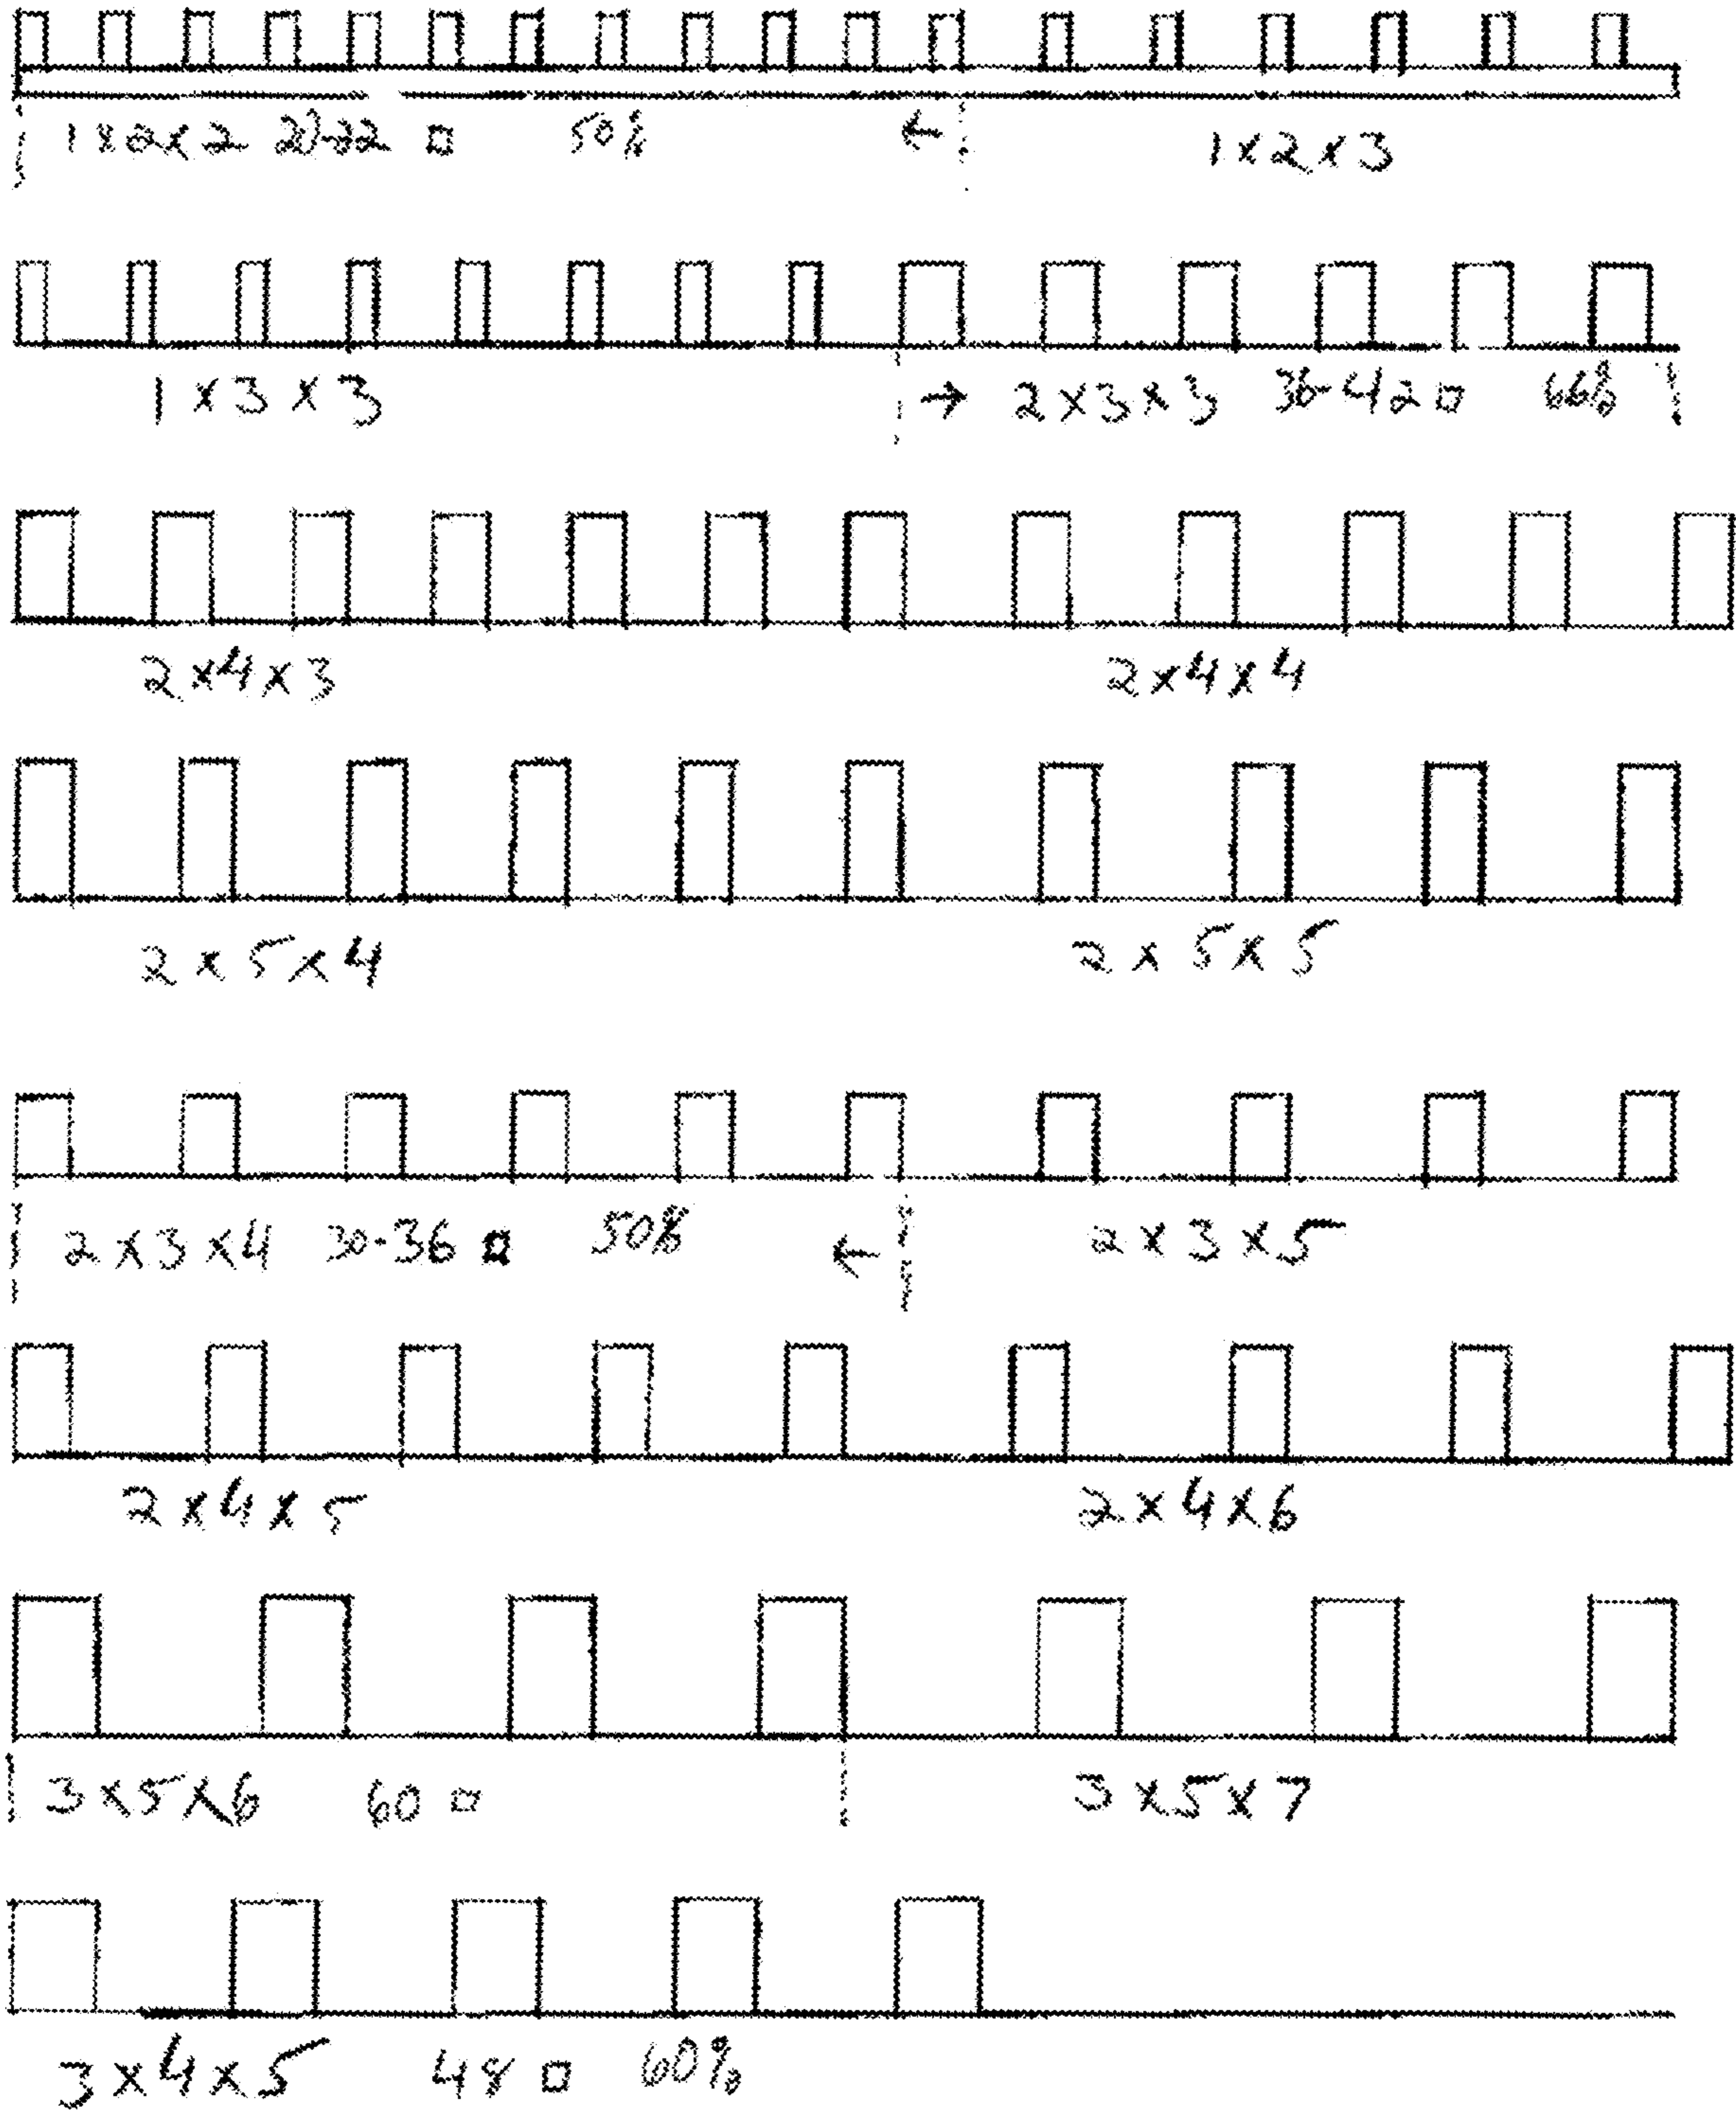 1 x 2 x 2 □ 50% ← 1 x 2 x 3
1 x 3 x 3 → 2 x 3 x 3 36-42 □ 66%
2 x 4 x 3 2 x 4 x 4
2 x 5 x 4 2 x 5 x 5
2 x 3 x 4 30-36 □ 50% ← 2 x 3 x 5
2 x 4 x 5 2 x 4 x 6
3 x 5 x 6 60 □ 3 x 5 x 7
3 x 4 x 5 48 □ 60%